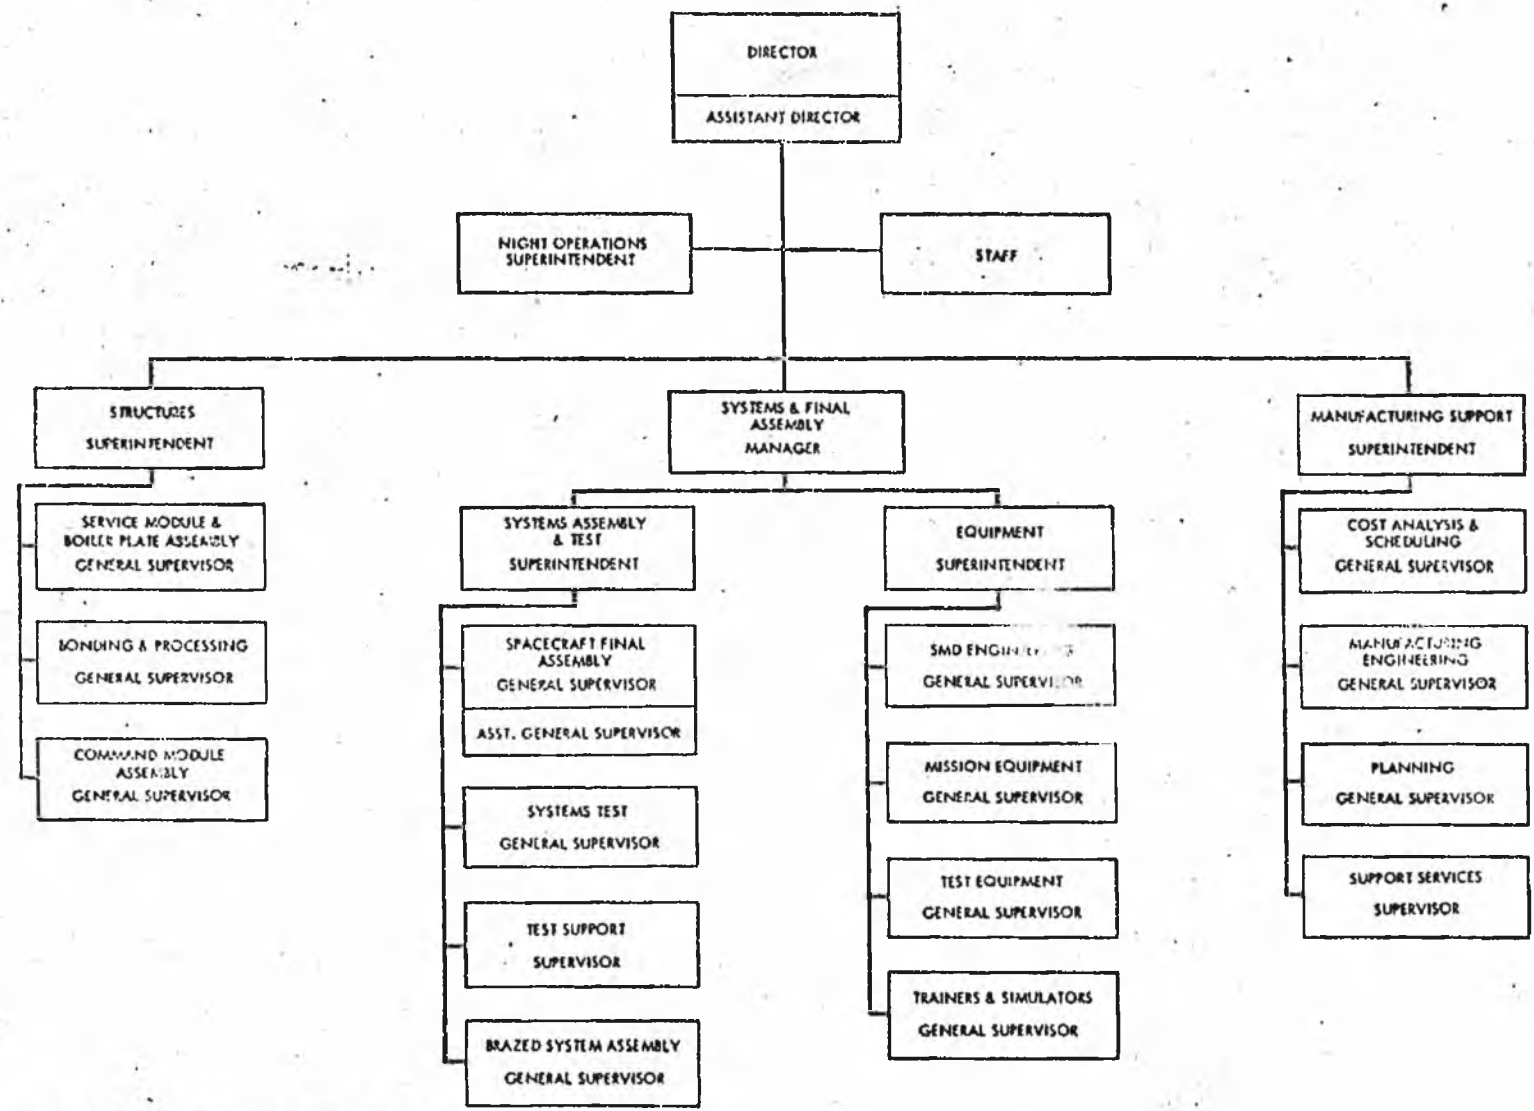 DIRECTOR
ASSISTANT DIRECTOR
NIGHT OPERATIONS
SUPERINTENDENT
STAFF
STRUCTURES
SUPERINTENDENT
SERVICE MODULE &
BOILER PLATE ASSEMBLY
GENERAL SUPERVISOR
BONDING & PROCESSING
GENERAL SUPERVISOR
COMMAND MODULE
ASSEMBLY
GENERAL SUPERVISOR
SYSTEMS & FINAL
ASSEMBLY
MANAGER
SYSTEMS ASSEMBLY
& TEST
SUPERINTENDENT
SPACECRAFT FINAL
ASSEMBLY
GENERAL SUPERVISOR
ASST. GENERAL SUPERVISOR
SYSTEMS TEST
GENERAL SUPERVISOR
TEST SUPPORT
SUPERVISOR
BRAZED SYSTEM ASSEMBLY
GENERAL SUPERVISOR
EQUIPMENT
SUPERINTENDENT
SMD
GENERAL SUPERVISOR
MISSION EQUIPMENT
GENERAL SUPERVISOR
TEST EQUIPMENT
GENERAL SUPERVISOR
TRAINERS & SIMULATORS
GENERAL SUPERVISOR
MANUFACTURING SUPPORT
SUPERINTENDENT
COST ANALYSIS &
SCHEDULING
GENERAL SUPERVISOR
MANUFACTURING
ENGINEERING
GENERAL SUPERVISOR
PLANNING
GENERAL SUPERVISOR
SUPPORT SERVICES
SUPERVISOR